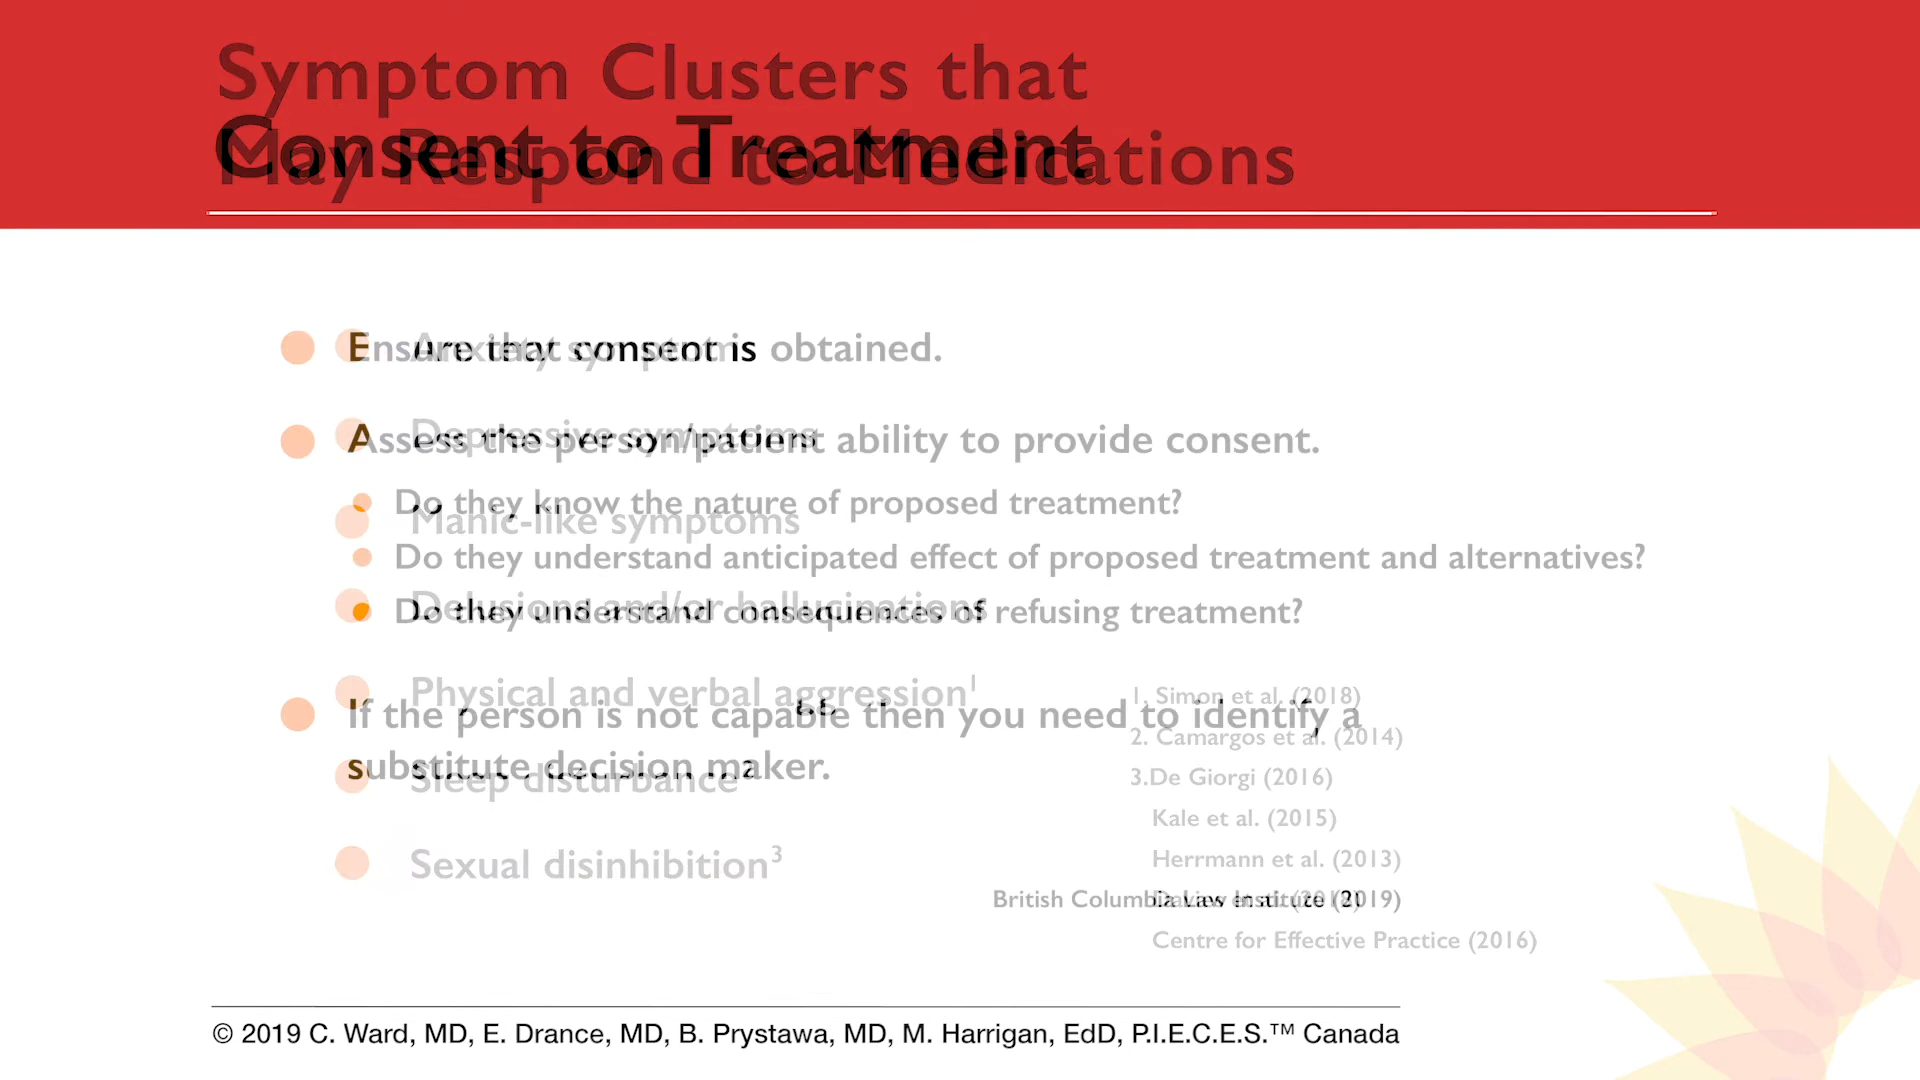 Symptom Clusters that
May Respond to Medications
Consent to Treatment
Ensure that consent is obtained.
Anxiety symptoms
Assess the person/patient ability to provide consent.
Depressive symptoms
Do they know the nature of proposed treatment?
Manic-like symptoms
Do they understand anticipated effect of proposed treatment and alternatives?
Do they understand consequences of refusing treatment?
Delusions and/or hallucinations
Physical and verbal aggression¹
If the person is not capable then you need to identify a
substitute decision maker.
Sleep disturbance
Sexual disinhibition³
1. Simon et al. (2018)
2. Camargos et al. (2014)
3.De Giorgi (2016)
Kale et al. (2015)
Herrmann et al. (2013)
British Columbia Law Institute (2019)
Centre for Effective Practice (2016)
© 2019 C. Ward, MD, E. Drance, MD, B. Prystawa, MD, M. Harrigan, EdD, P.I.E.C.E.S.™ Canada